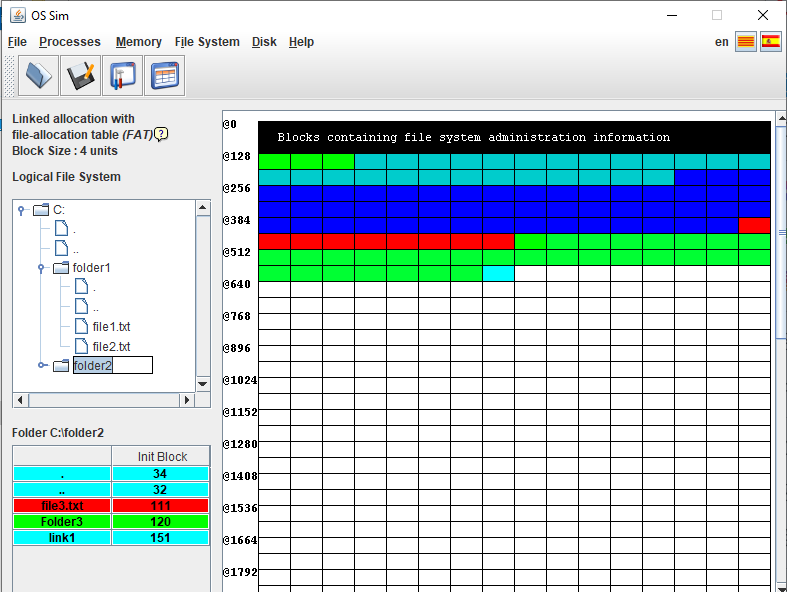 OS Sim
File Processes Memory File System Disk Help en
Linked allocation with
file-allocation table (FAT)?
Block Size : 4 units
Logical File System
C:
.
..
folder1
.
..
file1.txt
file2.txt
folder2
Folder C:\folder2
Init Block
. 34
.. 32
file3.txt 111
Folder3 120
link1 151
@0
Blocks containing file system administration information
@128
@256
@384
@512
@640
@768
@896
@1024
@1152
@1280
@1408
@1536
@1664
@1792